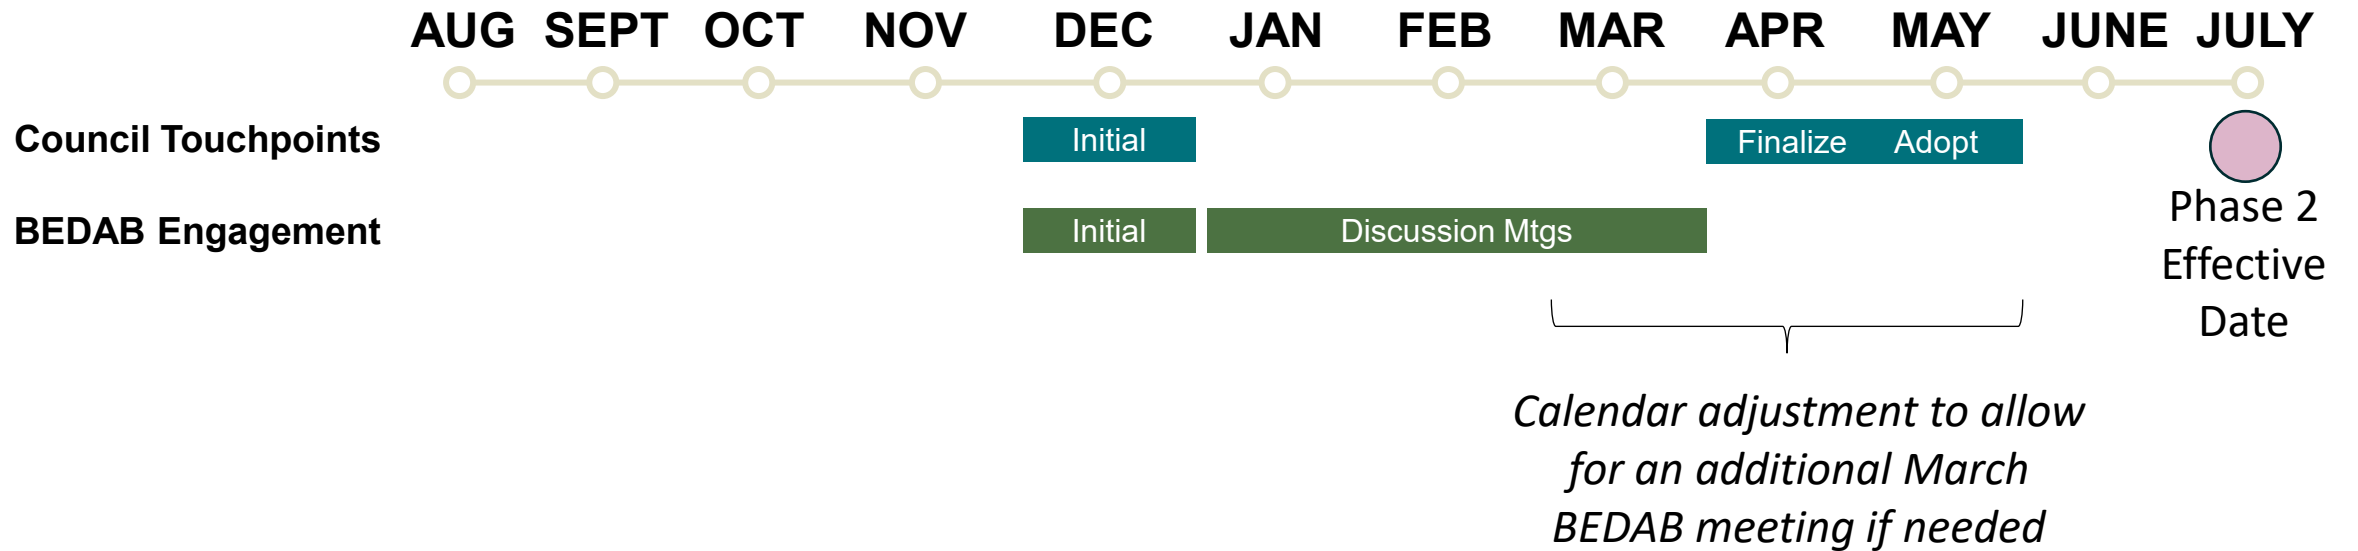 AUG SEPT OCT NOV DEC JAN FEB MAR APR MAY JUNE JULY
Council Touchpoints Initial Finalize Adopt
BEDAB Engagement Initial Discussion Mtgs
Phase 2
Effective
Date
Calendar adjustment to allow
for an additional March
BEDAB meeting if needed